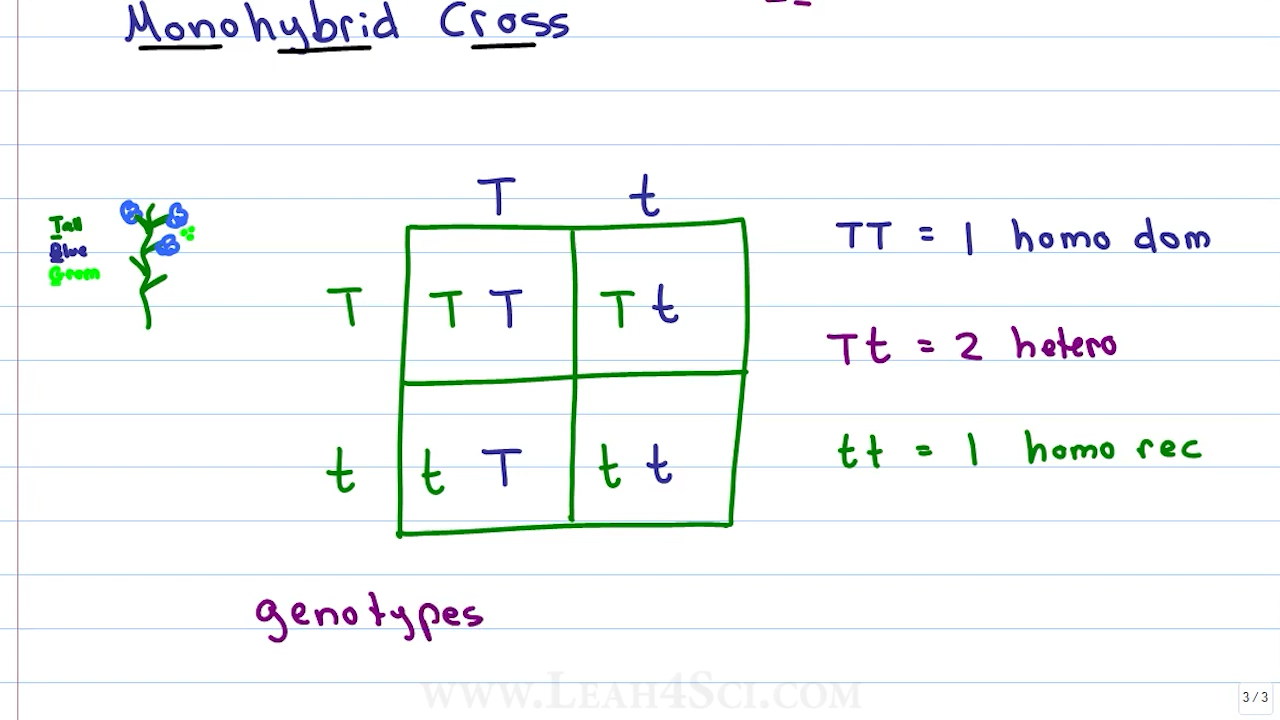 Monohybrid Cross
T t
Tall
Blue
Green
T TT Tt
TT = 1 homo dom
Tt = 2 hetero
t tT tt
tt = 1 homo rec
genotypes
www.Leah4Sci.com
3 / 3